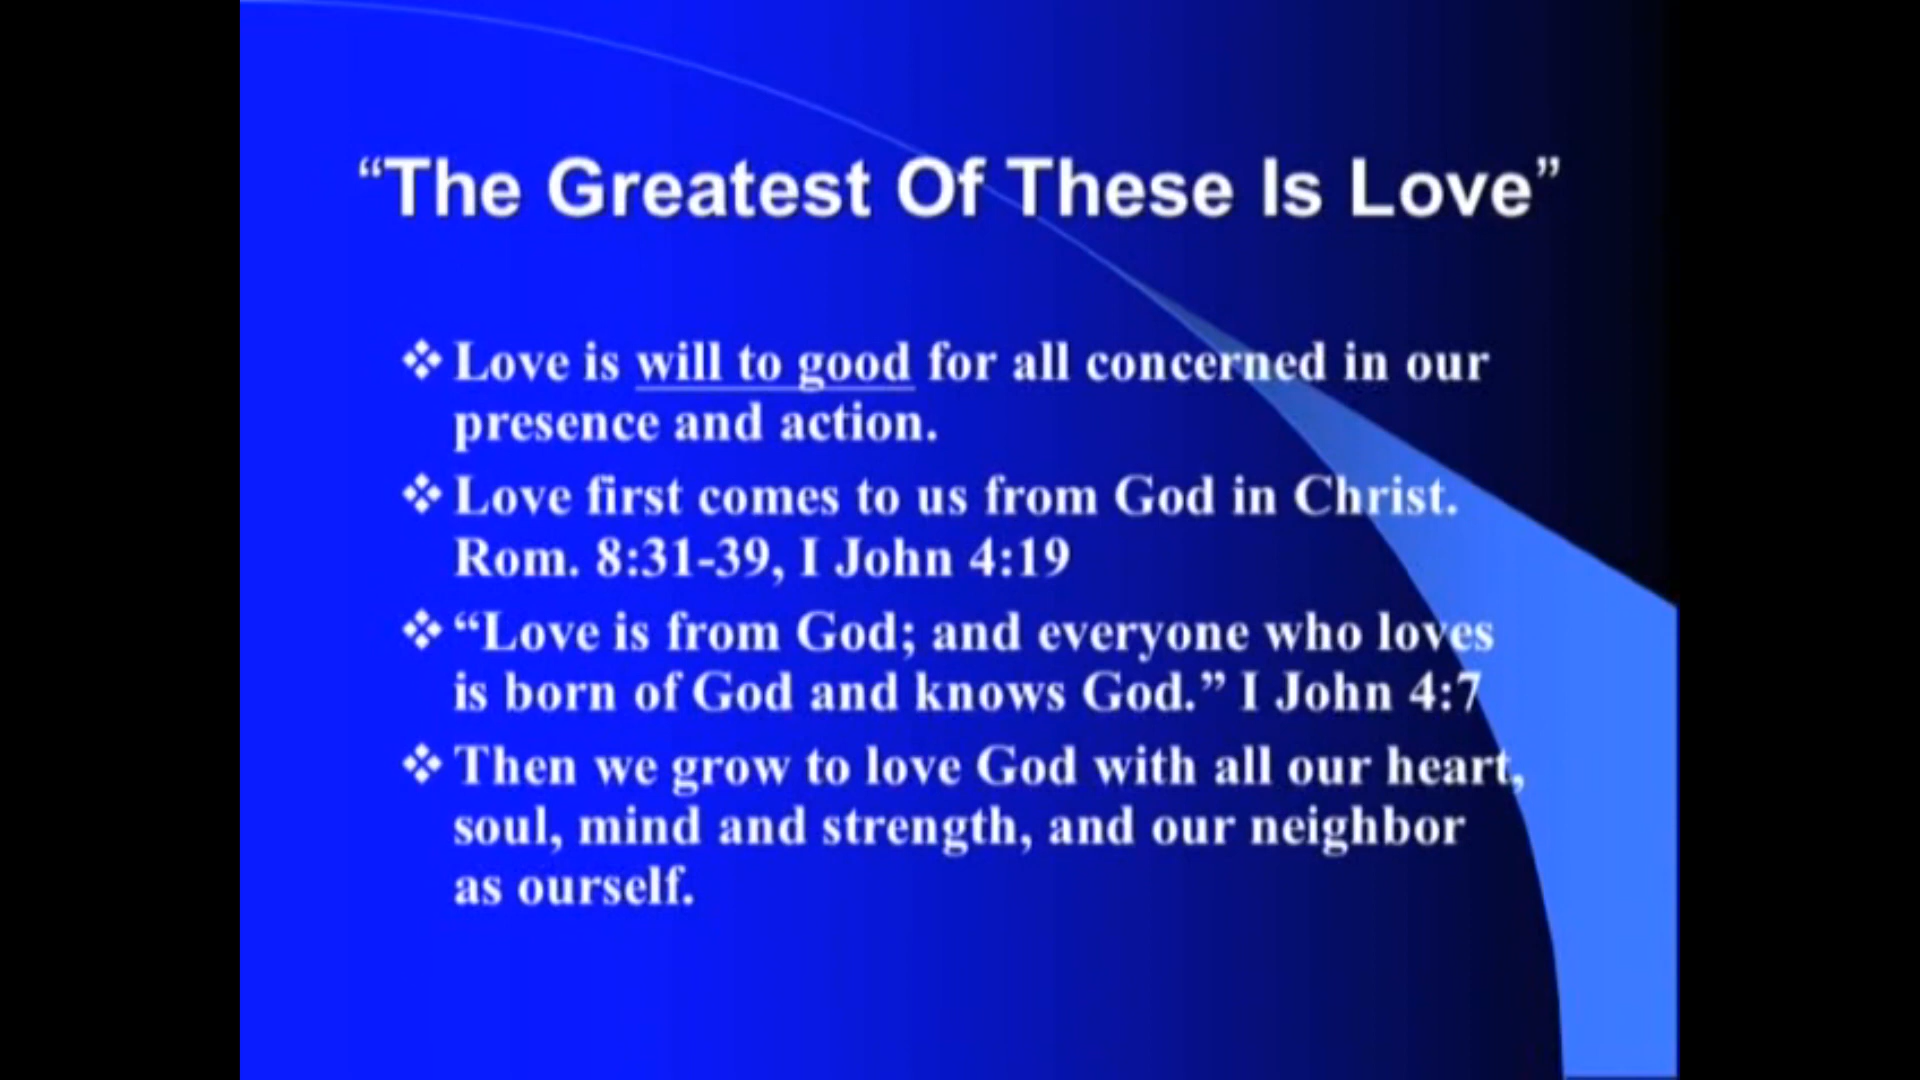 “The Greatest Of These Is Love”
❖ Love is will to good for all concerned in our
presence and action.
❖ Love first comes to us from God in Christ.
Rom. 8:31-39, I John 4:19
❖ “Love is from God; and everyone who loves
is born of God and knows God.” I John 4:7
❖ Then we grow to love God with all our heart,
soul, mind and strength, and our neighbor
as ourself.